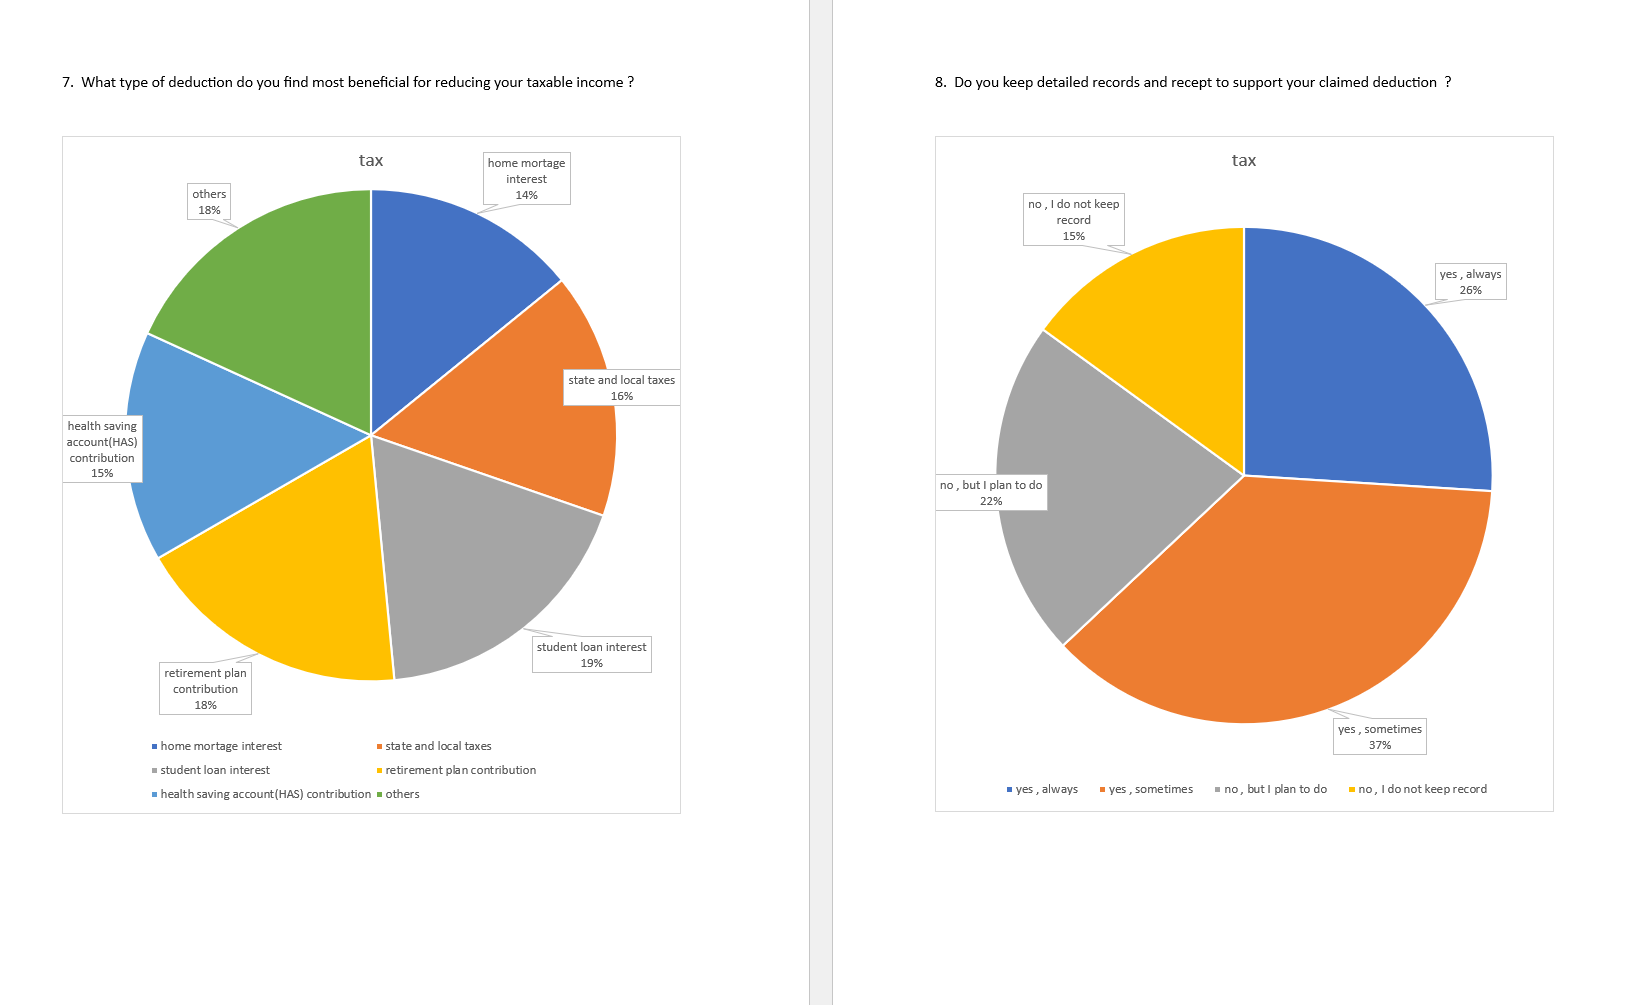 7. What type of deduction do you find most beneficial for reducing your taxable income ?
tax
home mortage
interest
14%
others
18%
state and local taxes
16%
health saving
account(HAS)
contribution
15%
student loan interest
19%
retirement plan
contribution
18%
home mortage interest
state and local taxes
student loan interest
retirement plan contribution
health saving account(HAS) contribution
others
8. Do you keep detailed records and recept to support your claimed deduction ?
tax
no , I do not keep
record
15%
yes , always
26%
no , but I plan to do
22%
yes , sometimes
37%
yes , always
yes , sometimes
no , but I plan to do
no , I do not keep record